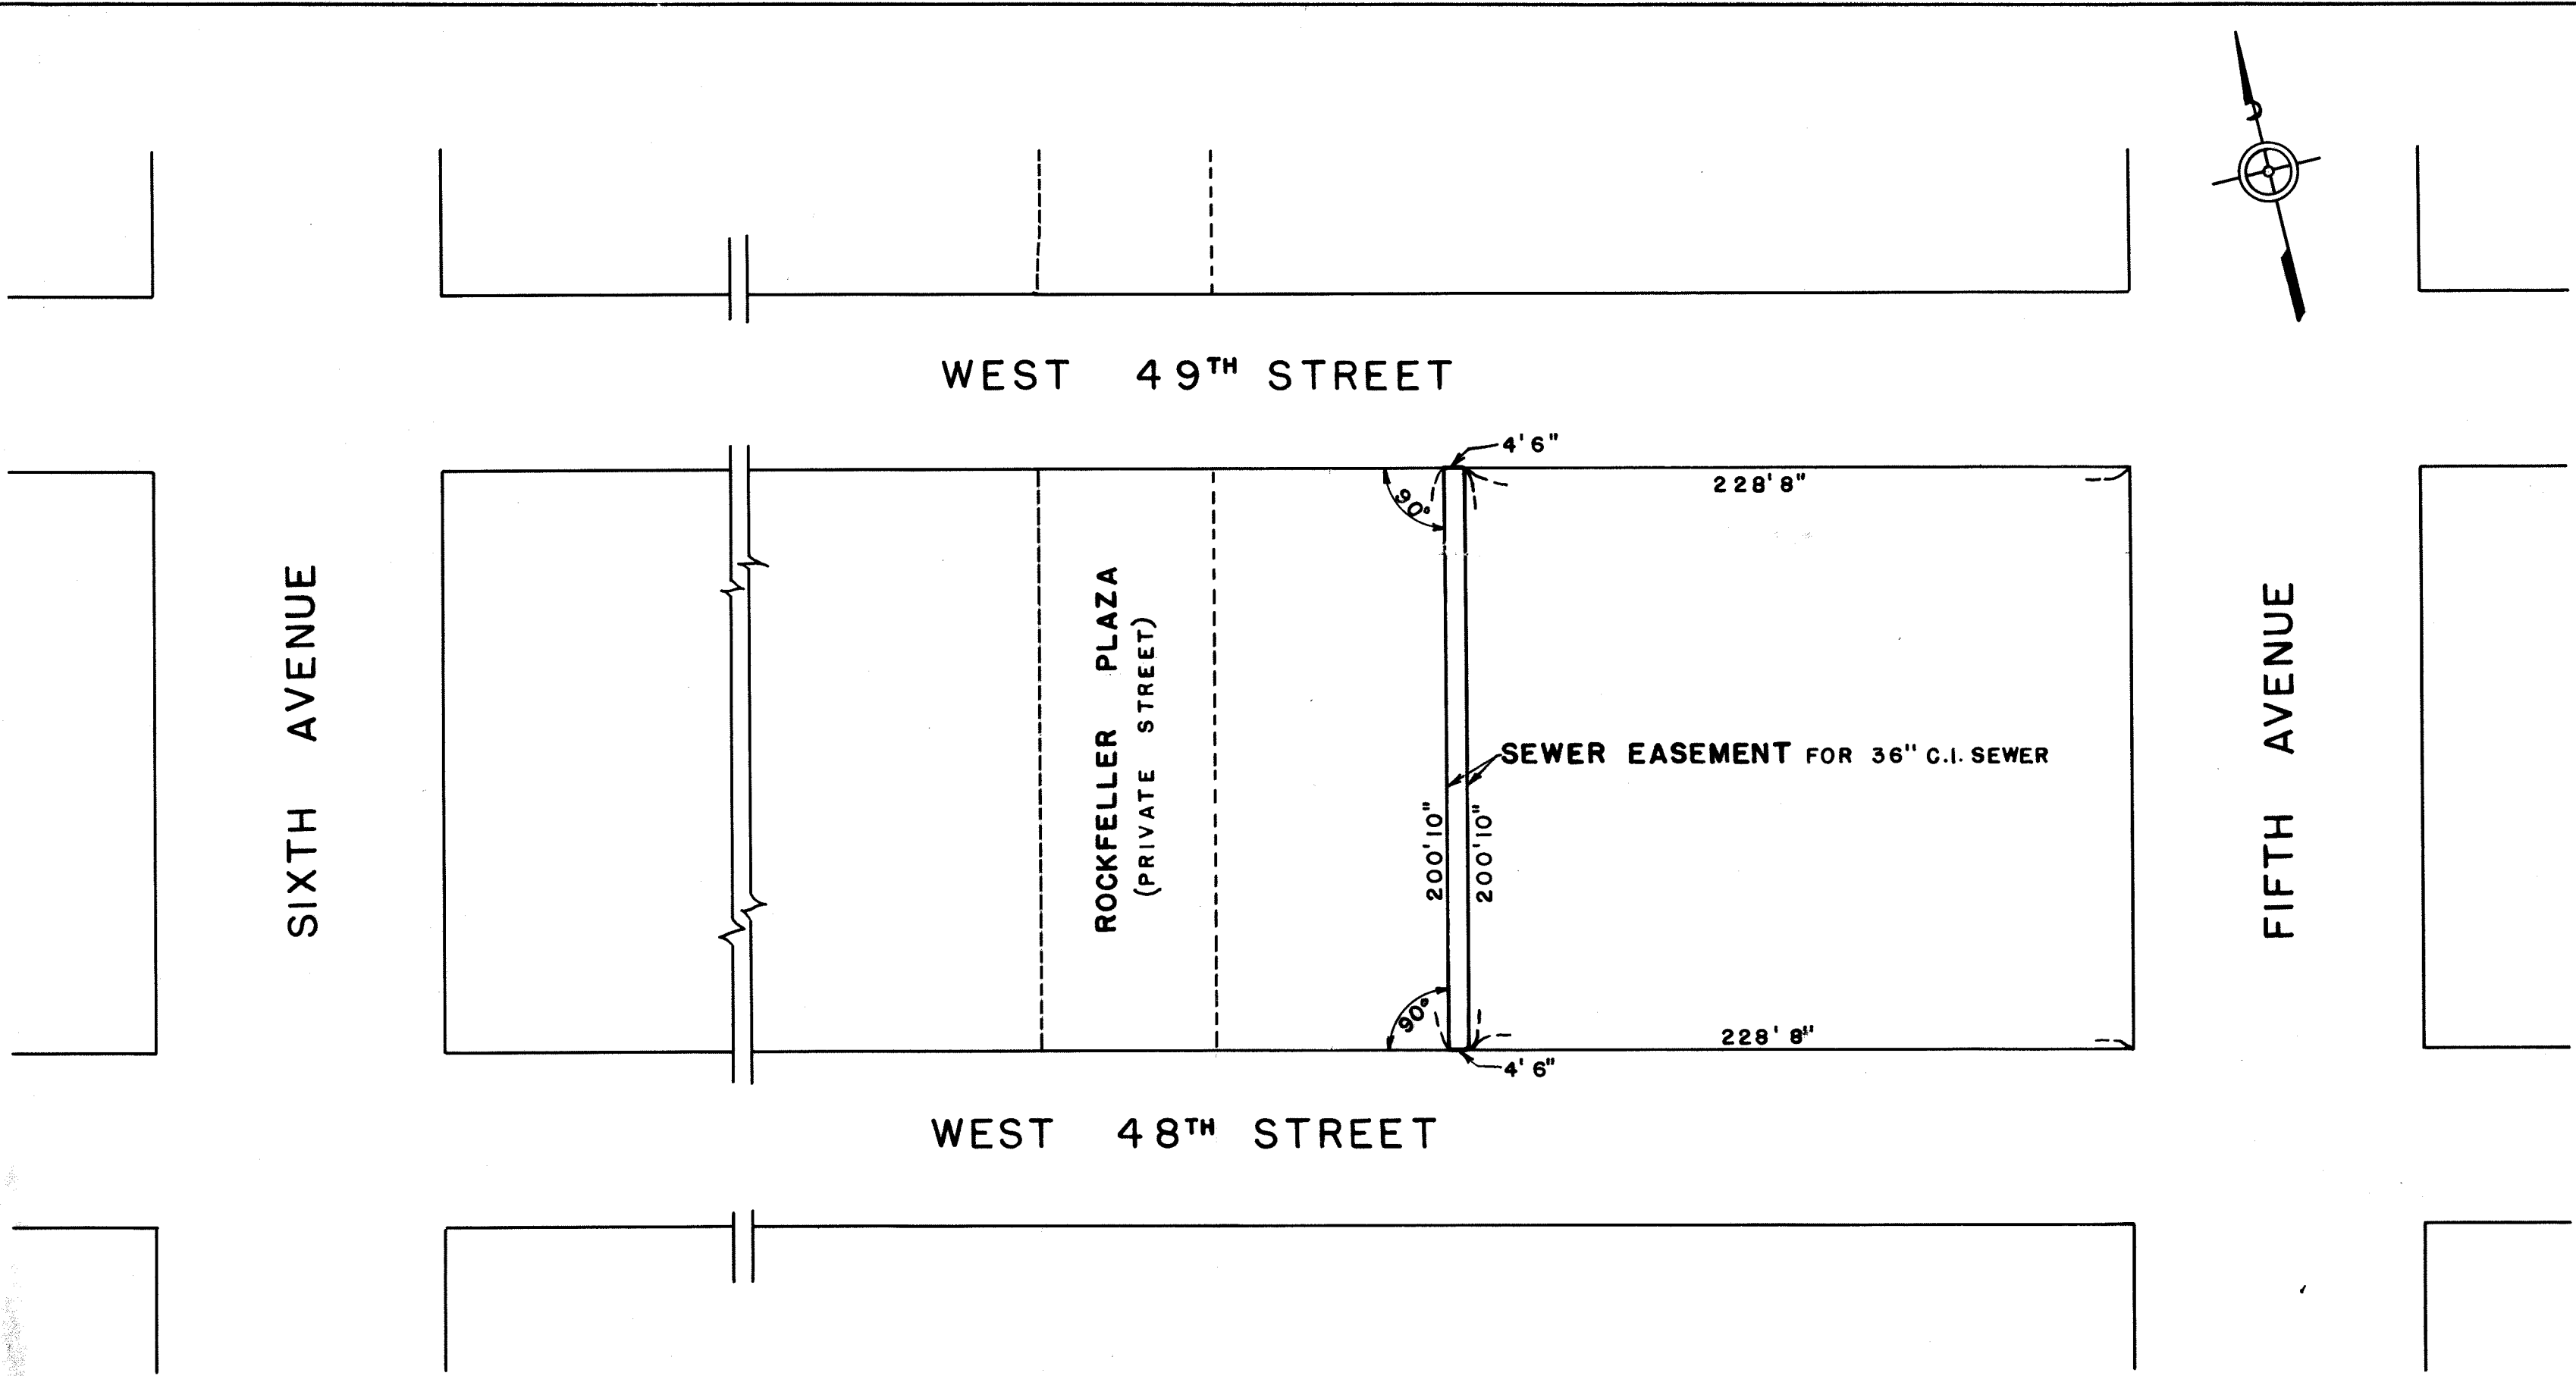 WEST 49TH STREET
4'6"
228'8"
90°
SIXTH AVENUE
ROCKFELLER PLAZA
(PRIVATE STREET)
SEWER EASEMENT FOR 36" C.I. SEWER
200'10"
200'10"
FIFTH AVENUE
90°
228'8"
4'6"
WEST 48TH STREET